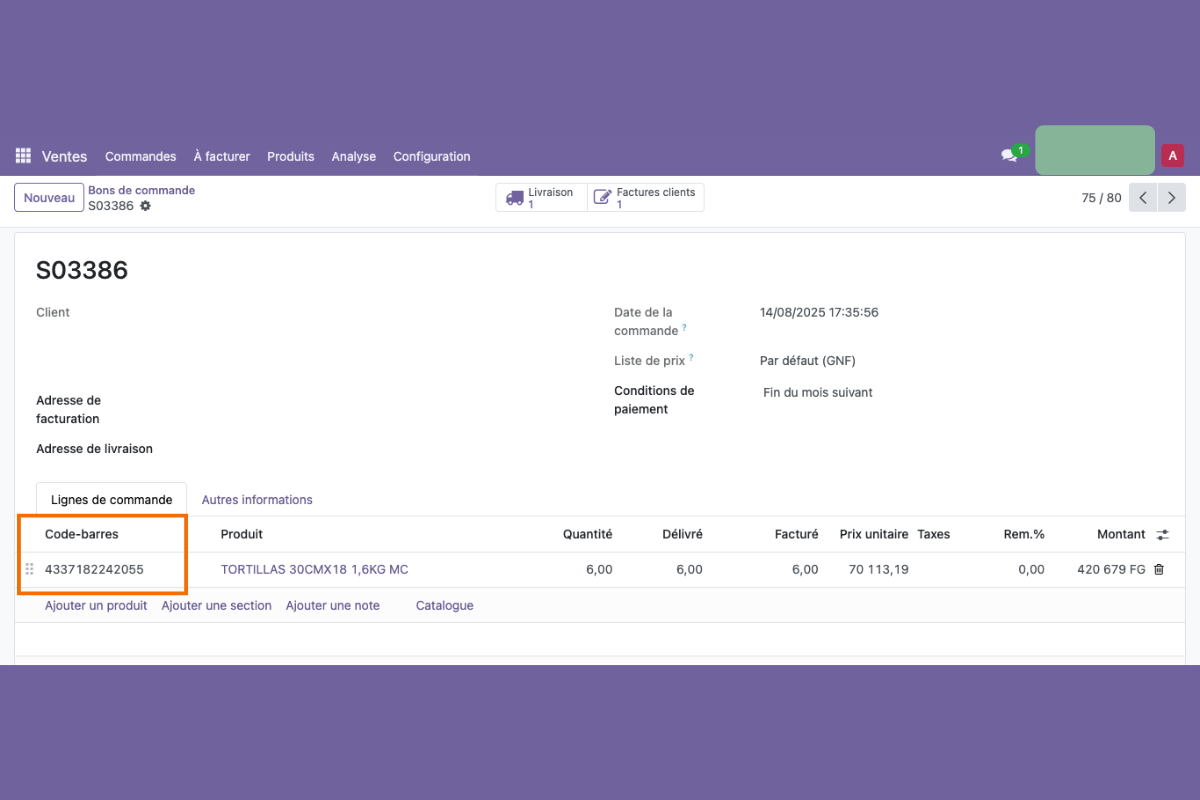 Ventes Commandes À facturer Produits Analyse Configuration 1 A
Nouveau Bons de commande Livraison Factures clients
S03386 1 1 75 / 80
S03386
Client Date de la 14/08/2025 17:35:56
commande ?
Liste de prix ? Par défaut (GNF)
Adresse de Conditions de Fin du mois suivant
facturation paiement
Adresse de livraison
Lignes de commande Autres informations
Code-barres Produit Quantité Délivré Facturé Prix unitaire Taxes Rem.% Montant
4337182242055 TORTILLAS 30CMX18 1,6KG MC 6,00 6,00 6,00 70 113,19 0,00 420 679 FG
Ajouter un produit Ajouter une section Ajouter une note Catalogue